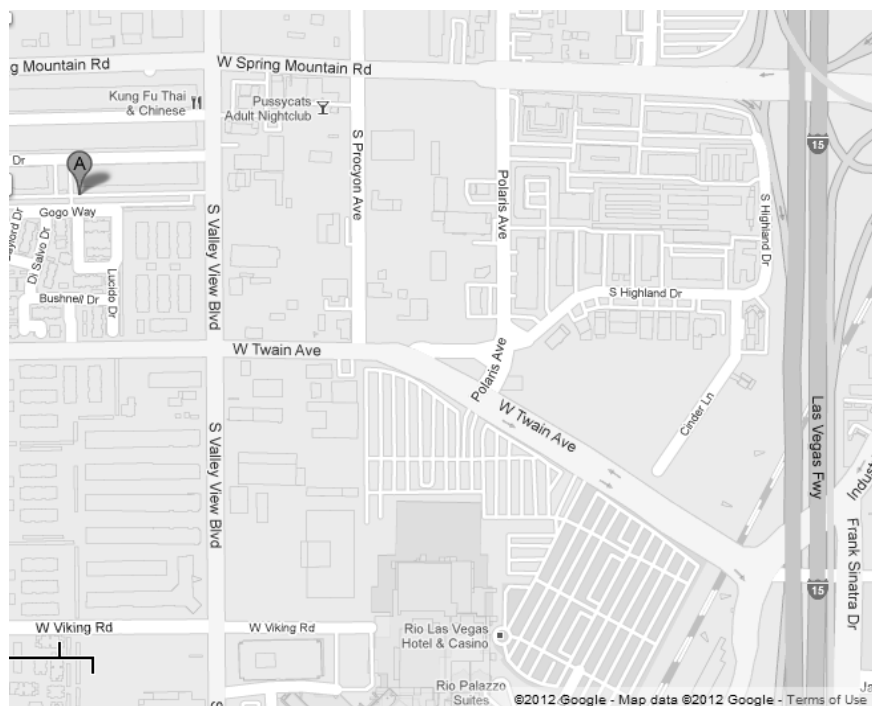 g Mountain Rd
W Spring Mountain Rd
Kung Fu Thai
& Chinese
Pussycats
Adult Nightclub
15
Dr
A
S Procyon Ave
Polaris Ave
S Highland Dr
Gogo Way
S Valley View Blvd
Di Salvo Dr
Lucido Dr
Bushnell Dr
S Highland Dr
W Twain Ave
Polaris Ave
W Twain Ave
Cinder Ln
Las Vegas Fwy
S Valley View Blvd
Indust
Frank Sinatra Dr
15
W Viking Rd
W Viking Rd
Rio Las Vegas
Hotel & Casino
Rio Palazzo
Suites
S
Ja
©2012 Google - Map data ©2012 Google - Terms of Use